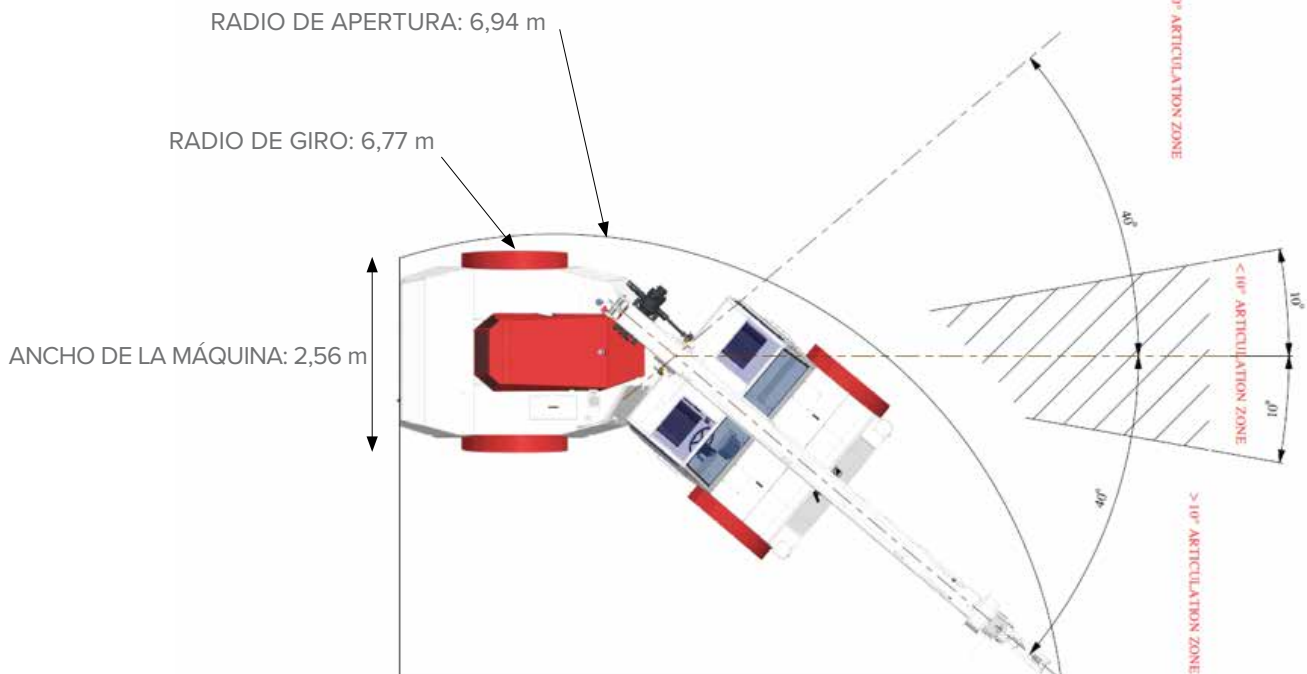 RADIO DE APERTURA: 6,94 m
0° ARTICULATION ZONE
RADIO DE GIRO: 6,77 m
40°
<10° ARTICULATION ZONE
10°
ANCHO DE LA MÁQUINA: 2,56 m
10°
40°
>10° ARTICULATION ZONE